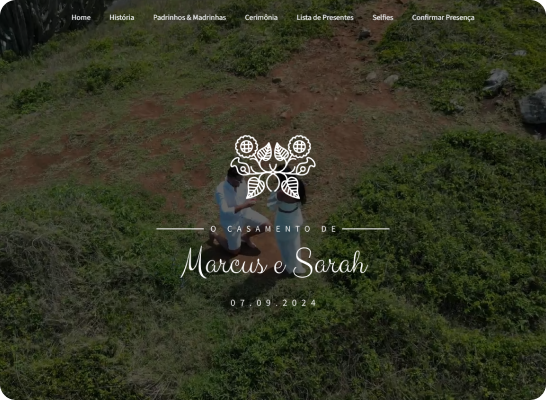 Home História Padrinhos & Madrinhas Cerimônia Lista de Presentes Selfies Confirmar Presença
O CASAMENTO DE
Marcus e Sarah
07.09.2024